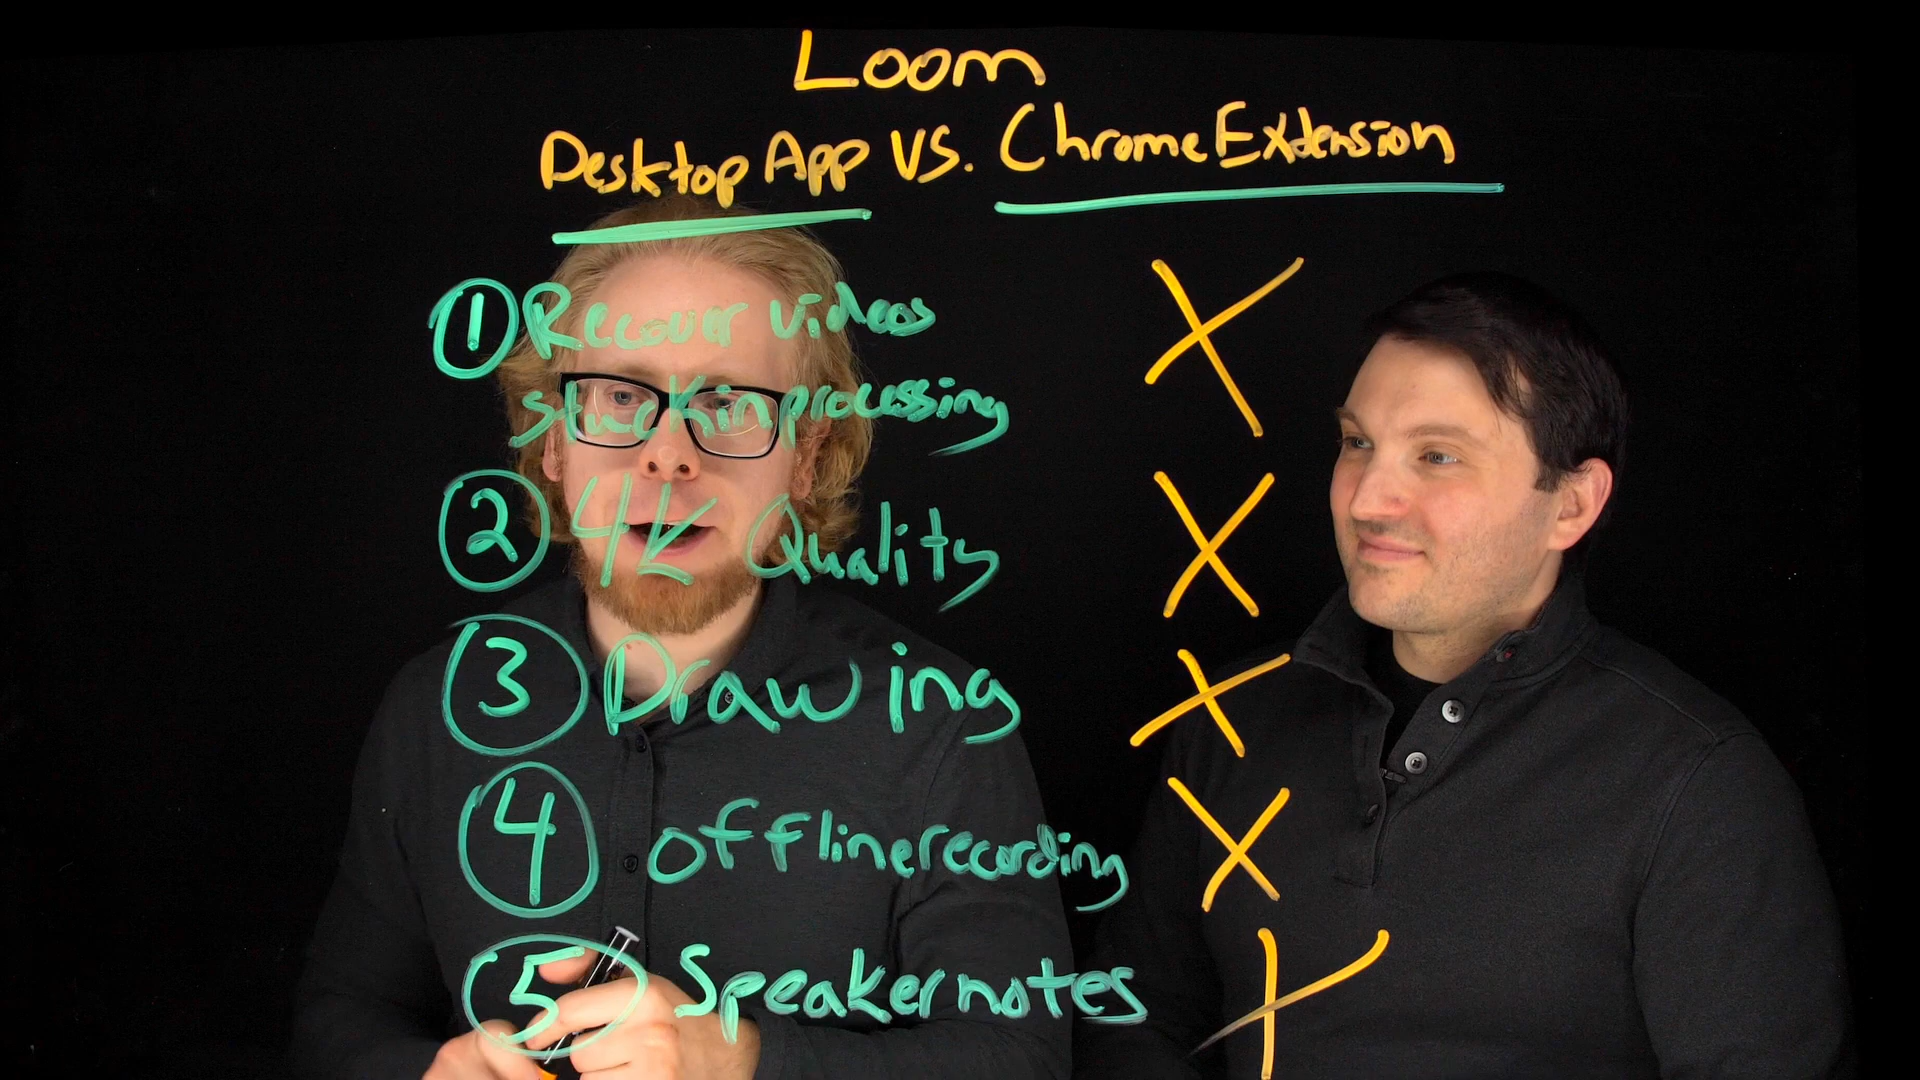 Loom
Desktop App vs. Chrome Extension
1 Recover videos X
stuck in processing
2 4K Quality X
3 Drawing X
4 offline recording X
5 Speaker notes X